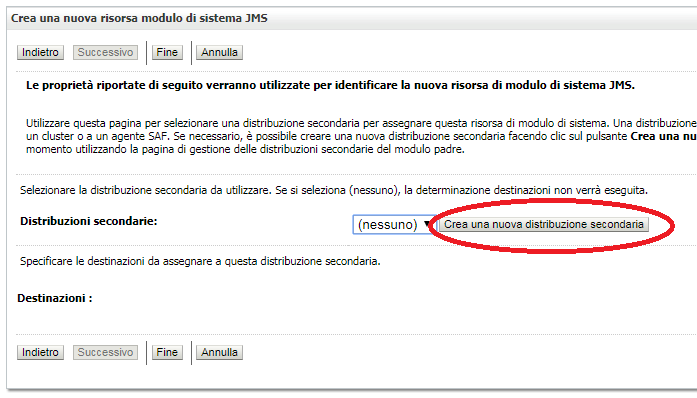 Crea una nuova risorsa modulo di sistema JMS
Indietro Successivo Fine Annulla
Le proprietà riportate di seguito verranno utilizzate per identificare la nuova risorsa di modulo di sistema JMS.
Utilizzare questa pagina per selezionare una distribuzione secondaria per assegnare questa risorsa di modulo di sistema. Una distribuzione
un cluster o a un agente SAF. Se necessario, è possibile creare una nuova distribuzione secondaria facendo clic sul pulsante Crea una nu
momento utilizzando la pagina di gestione delle distribuzioni secondarie del modulo padre.
Selezionare la distribuzione secondaria da utilizzare. Se si seleziona (nessuno), la determinazione destinazioni non verrà eseguita.
Distribuzioni secondarie: (nessuno) Crea una nuova distribuzione secondaria
Specificare le destinazioni da assegnare a questa distribuzione secondaria.
Destinazioni :
Indietro Successivo Fine Annulla